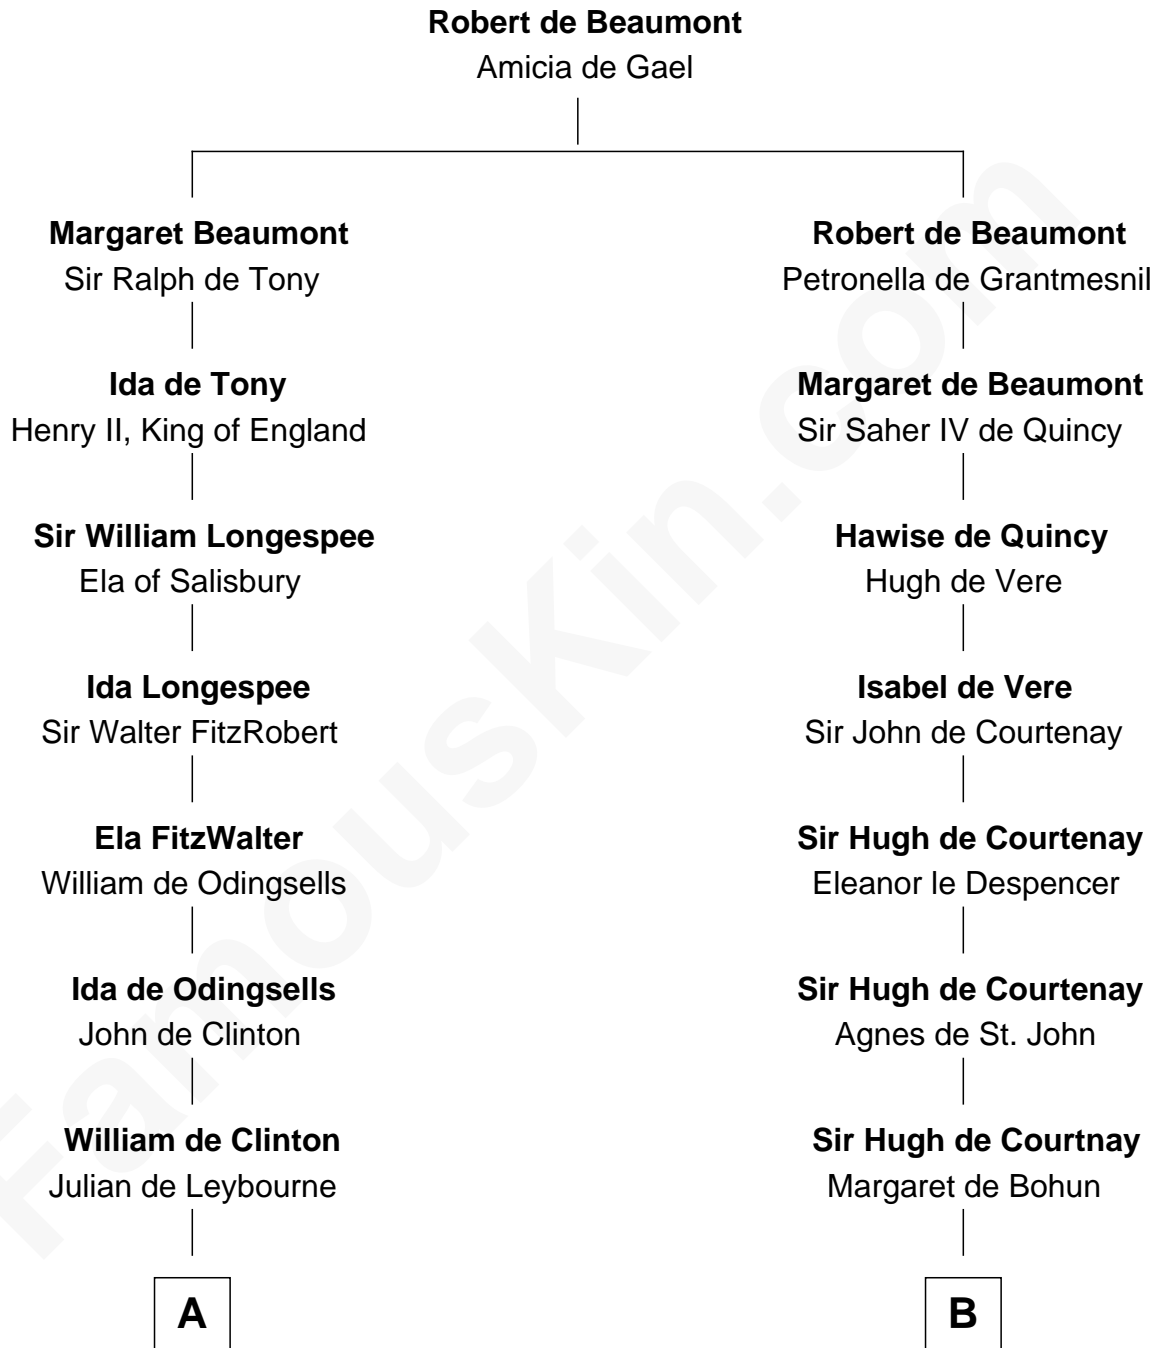 Robert de Beaumont
Amicia de Gael
Margaret Beaumont
Sir Ralph de Tony
Robert de Beaumont
Petronella de Grantmesnil
Ida de Tony
Henry II, King of England
Margaret de Beaumont
Sir Saher IV de Quincy
Sir William Longespee
Ela of Salisbury
Hawise de Quincy
Hugh de Vere
Ida Longespee
Sir Walter FitzRobert
Isabel de Vere
Sir John de Courtenay
Ela FitzWalter
William de Odingsells
Sir Hugh de Courtenay
Eleanor le Despencer
Ida de Odingsells
John de Clinton
Sir Hugh de Courtenay
Agnes de St. John
William de Clinton
Julian de Leybourne
Sir Hugh de Courtnay
Margaret de Bohun
A
B
FamousKin.com